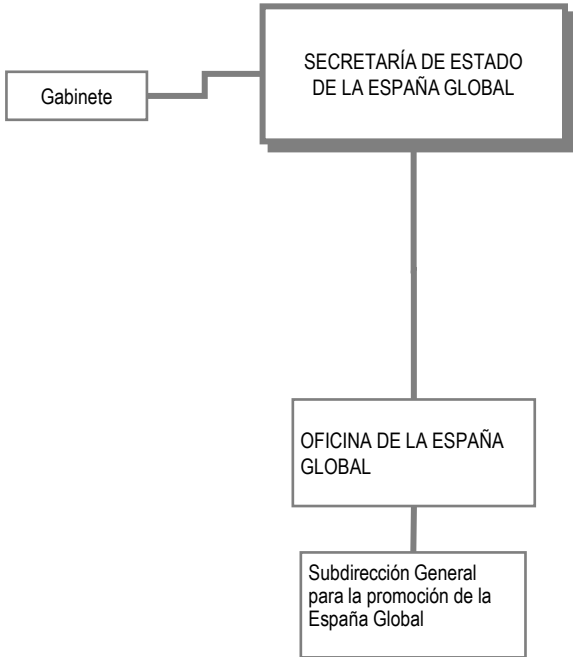 SECRETARÍA DE ESTADO
DE LA ESPAÑA GLOBAL
Gabinete
OFICINA DE LA ESPAÑA
GLOBAL
Subdirección General
para la promoción de la
España Global